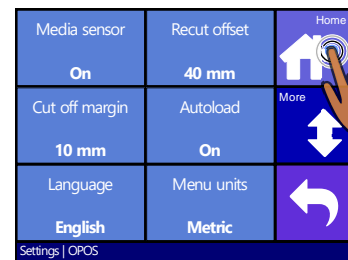 Media sensor
On
Recut offset
40 mm
Home
Cut off margin
10 mm
Autoload
On
More
Language
English
Menu units
Metric
Settings | OPOS